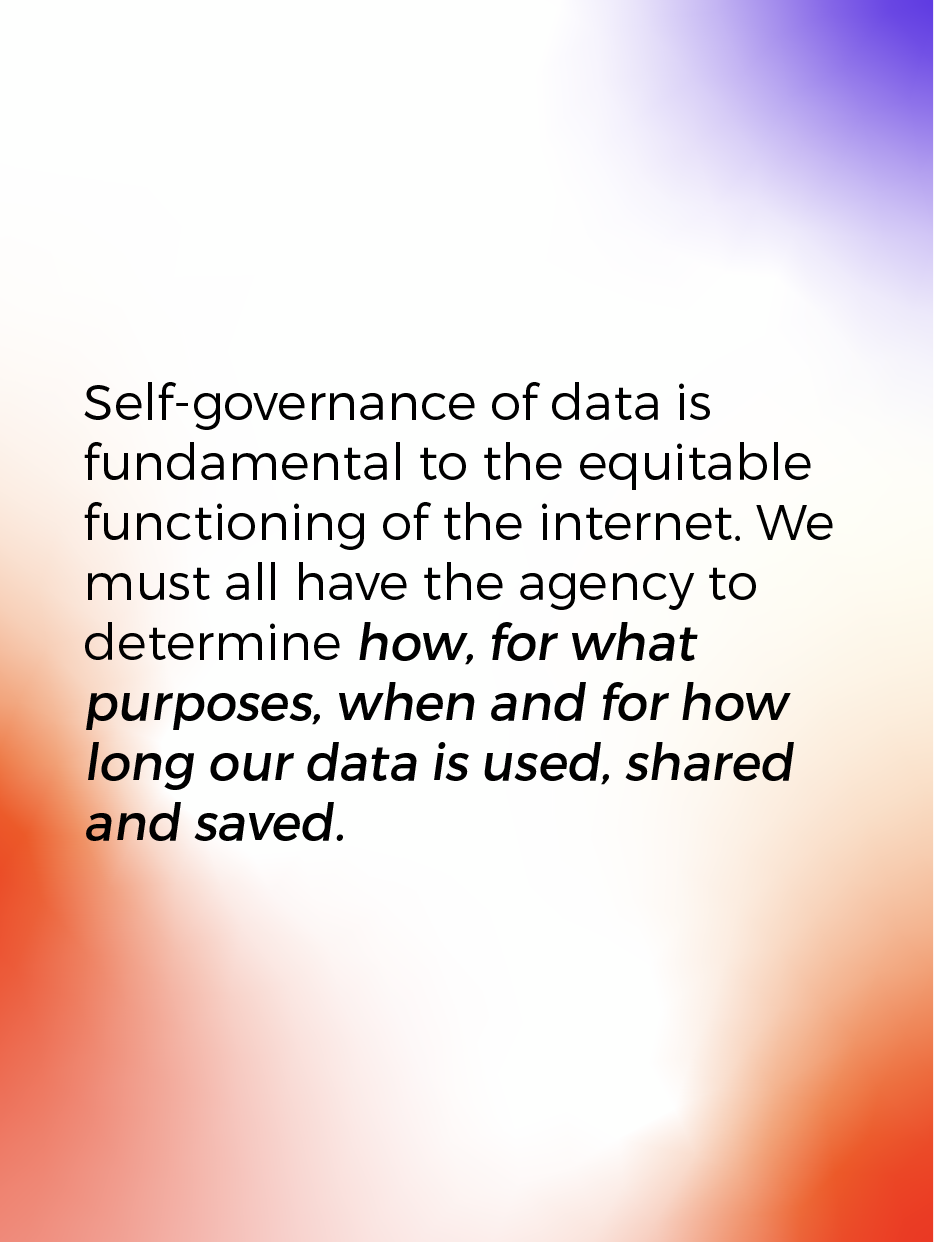 Self-governance of data is
fundamental to the equitable
functioning of the internet. We
must all have the agency to
determine how, for what
purposes, when and for how
long our data is used, shared
and saved.